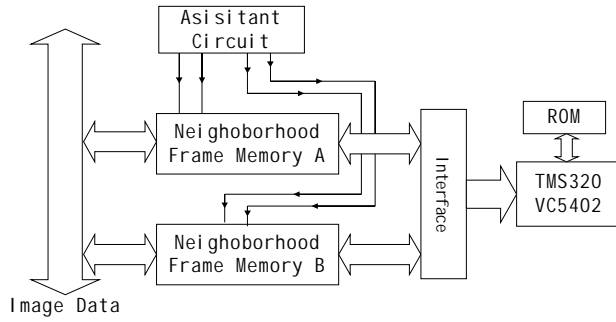 Asisitant
Circuit
Neighoborhood
Frame Memory A
Interface
ROM
TMS320
VC5402
Neighoborhood
Frame Memory B
Image Data